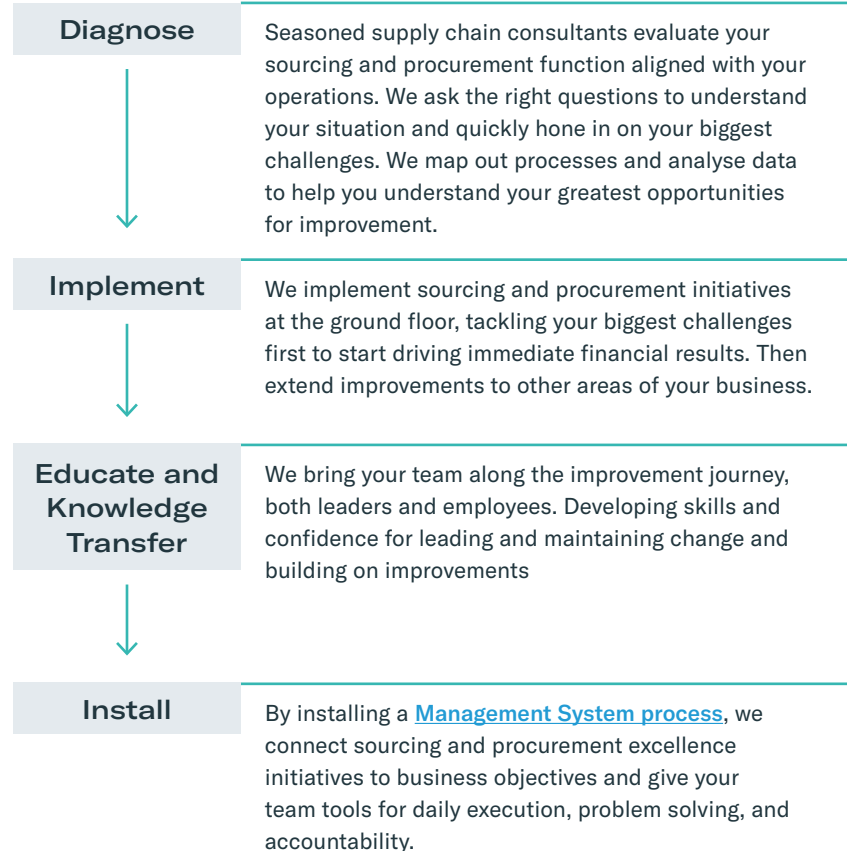 Diagnose
Seasoned supply chain consultants evaluate your
sourcing and procurement function aligned with your
operations. We ask the right questions to understand
your situation and quickly hone in on your biggest
challenges. We map out processes and analyse data
to help you understand your greatest opportunities
for improvement.
Implement
We implement sourcing and procurement initiatives
at the ground floor, tackling your biggest challenges
first to start driving immediate financial results. Then
extend improvements to other areas of your business.
Educate and
Knowledge
Transfer
We bring your team along the improvement journey,
both leaders and employees. Developing skills and
confidence for leading and maintaining change and
building on improvements
Install
By installing a Management System process, we
connect sourcing and procurement excellence
initiatives to business objectives and give your
team tools for daily execution, problem solving, and
accountability.